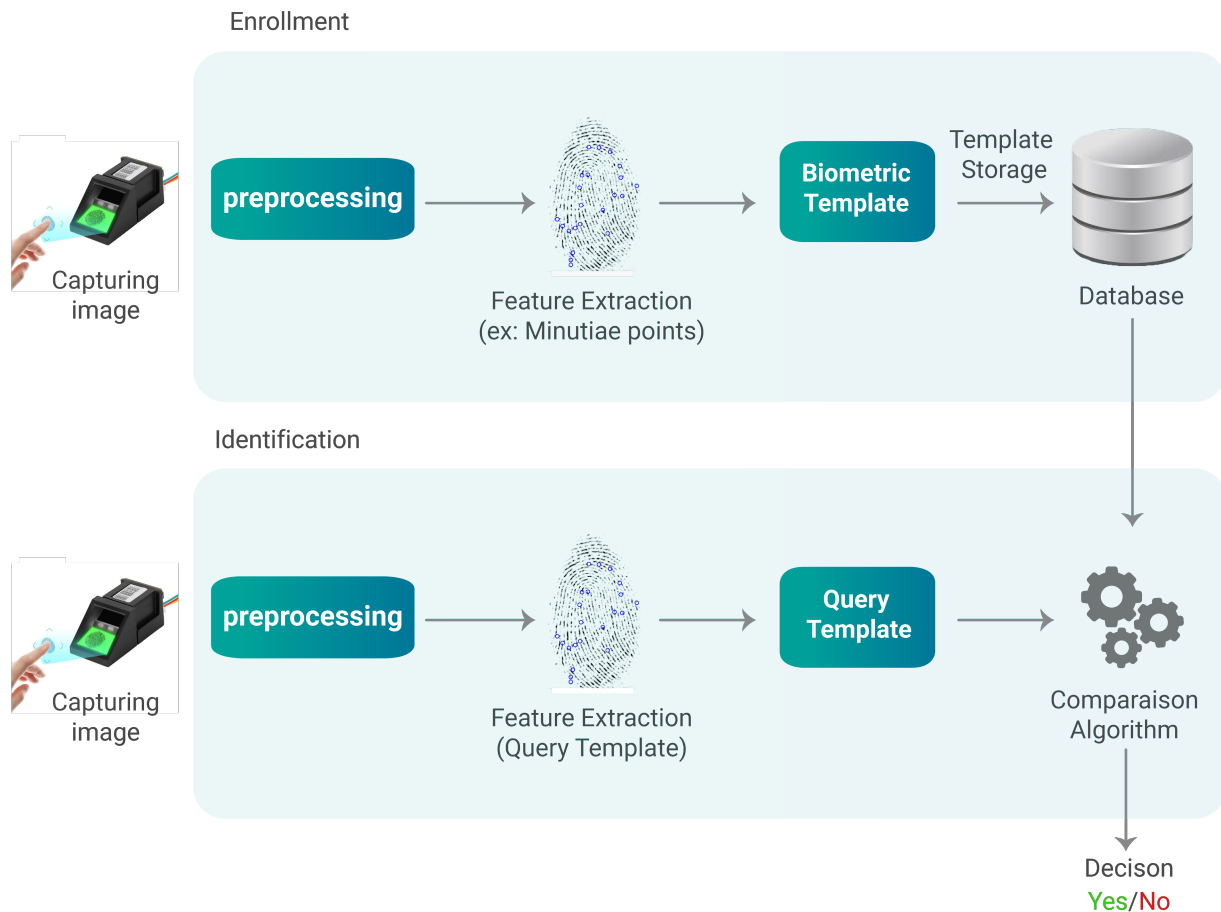 Enrollment
Capturing
image
preprocessing
Feature Extraction
(ex: Minutiae points)
Biometric
Template
Template
Storage
Database
Identification
Capturing
image
preprocessing
Feature Extraction
(Query Template)
Query
Template
Comparaison
Algorithm
Decison
Yes/No